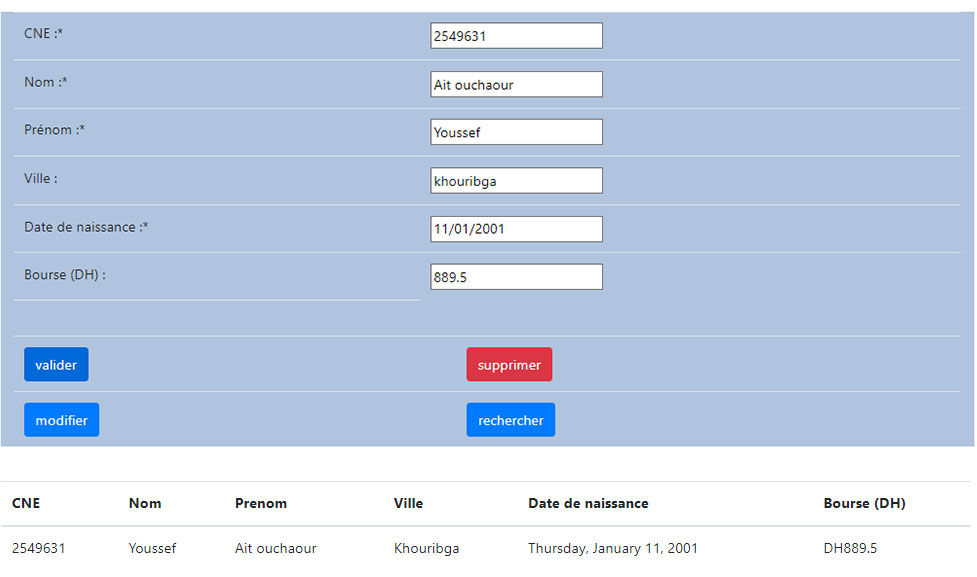 CNE :* 2549631
Nom :* Ait ouchaour
Prénom :* Youssef
Ville : khouribga
Date de naissance :* 11/01/2001
Bourse (DH) : 889.5
valider supprimer
modifier rechercher
CNE Nom Prenom Ville Date de naissance Bourse (DH)
2549631 Youssef Ait ouchaour Khouribga Thursday, January 11, 2001 DH889.5